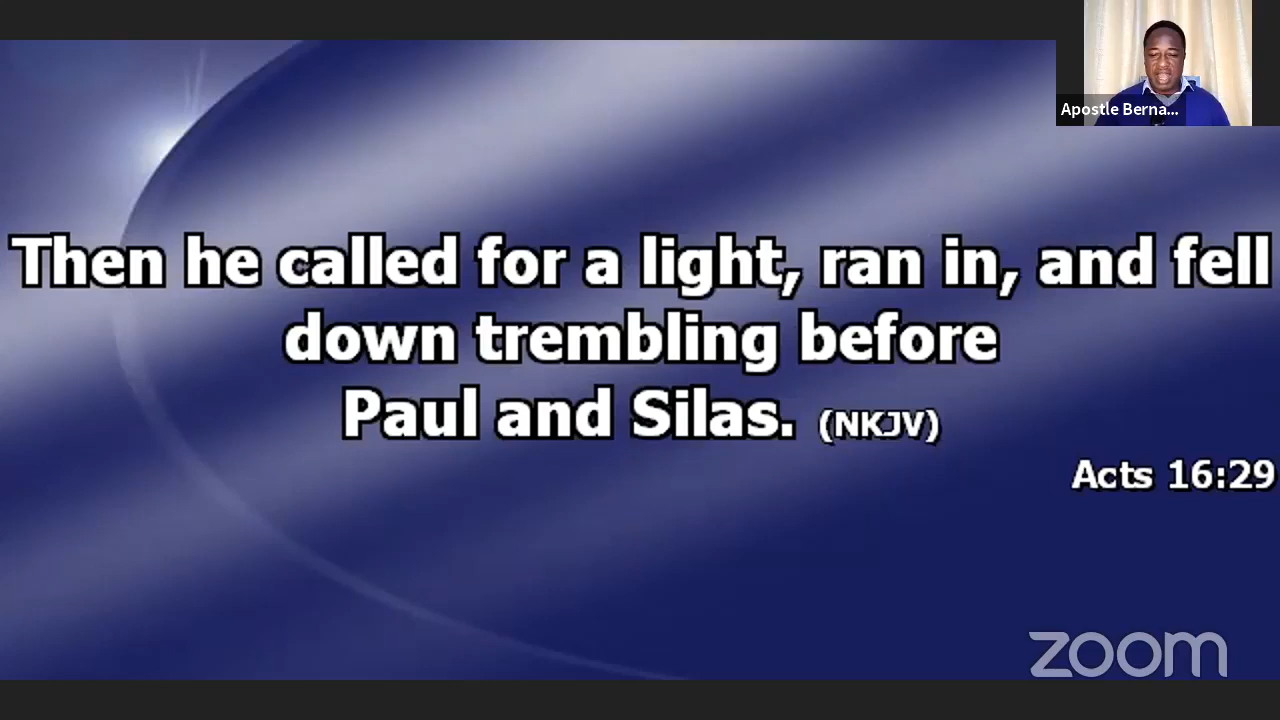 Apostle Berna...
Then he called for a light, ran in, and fell
down trembling before
Paul and Silas. (NKJV)
Acts 16:29
zoom